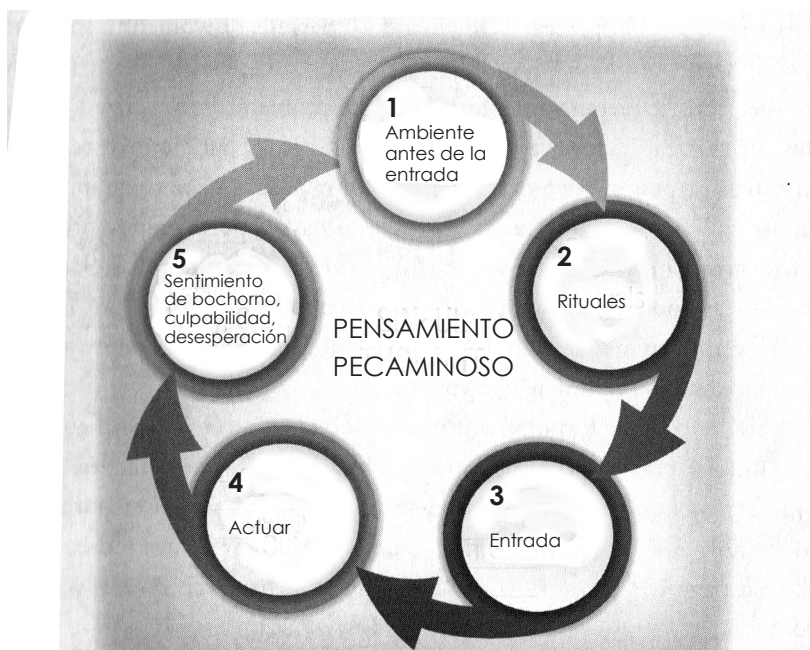 1
Ambiente
antes de la
entrada
2
Rituales
5
Sentimiento
de bochorno,
culpabilidad,
desesperación
PENSAMIENTO
PECAMINOSO
4
Actuar
3
Entrada